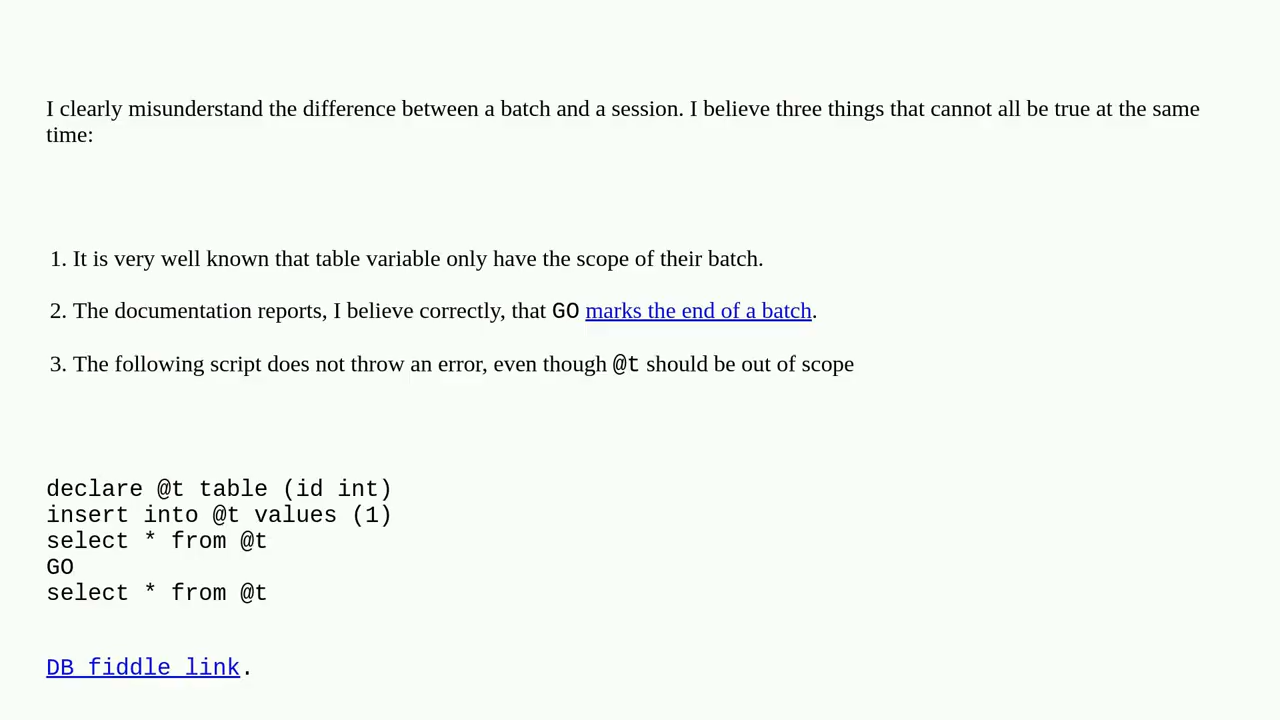 I clearly misunderstand the difference between a batch and a session. I believe three things that cannot all be true at the same
time:
1. It is very well known that table variable only have the scope of their batch.
2. The documentation reports, I believe correctly, that GO marks the end of a batch.
3. The following script does not throw an error, even though @t should be out of scope
declare @t table (id int)
insert into @t values (1)
select * from @t
GO
select * from @t
DB fiddle link.